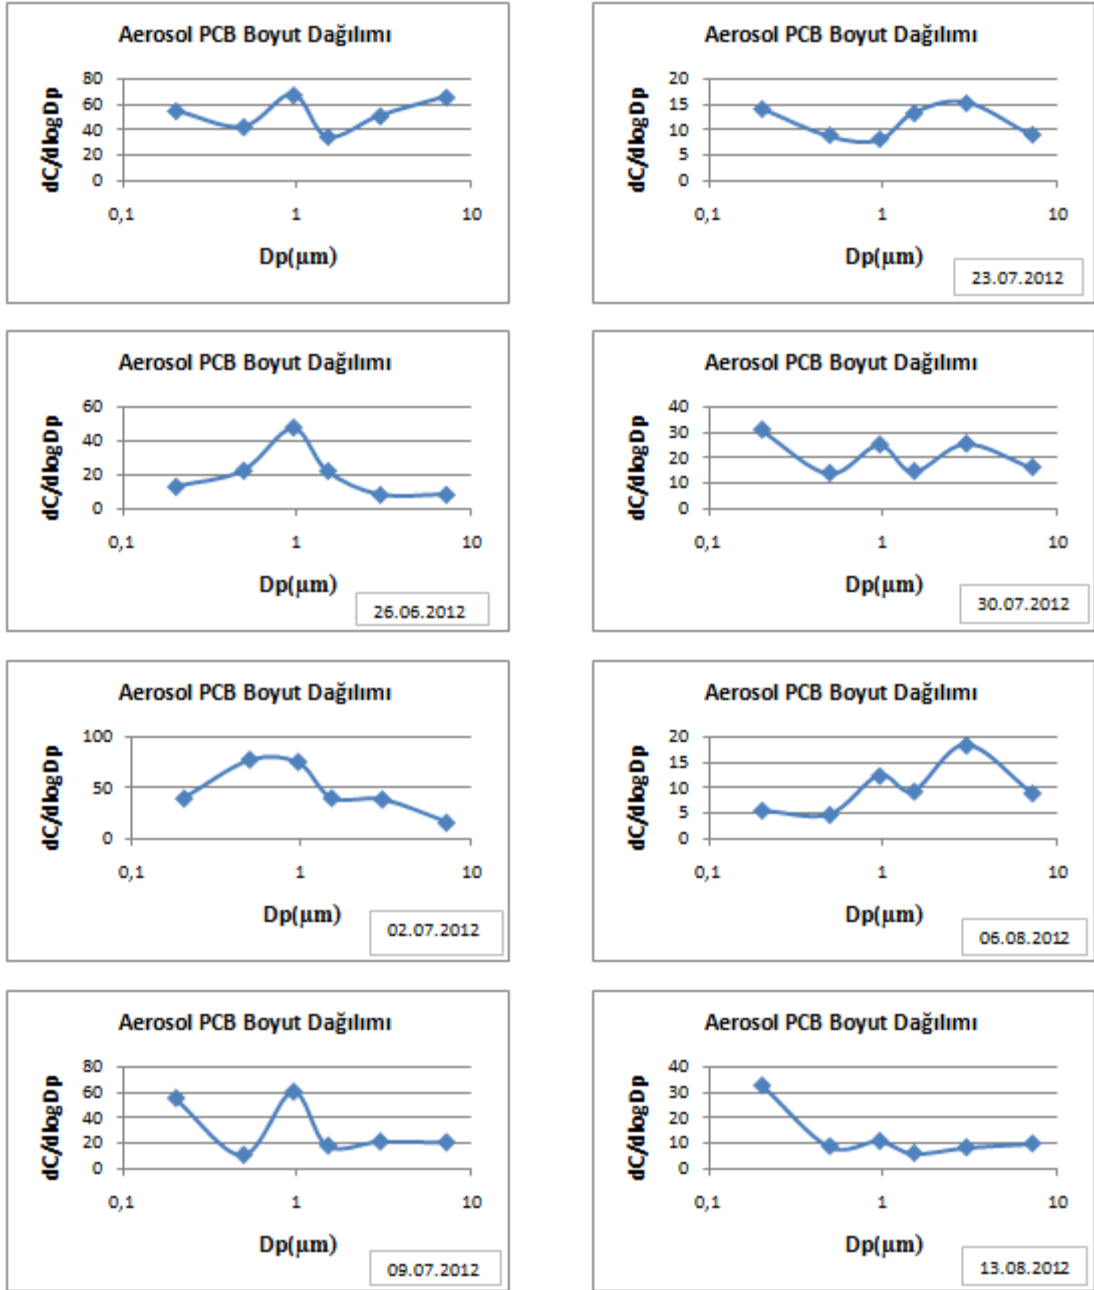 Aerosol PCB Boyut Dağılımı
dC/dlogDp
80
60
40
20
0
0,1 1 10
Dp(µm)
Aerosol PCB Boyut Dağılımı
dC/dlogDp
20
15
10
5
0
0,1 1 10
Dp(µm)
23.07.2012
Aerosol PCB Boyut Dağılımı
dC/dlogDp
60
40
20
0
0,1 1 10
Dp(µm)
26.06.2012
Aerosol PCB Boyut Dağılımı
dC/dlogDp
40
30
20
10
0
0,1 1 10
Dp(µm)
30.07.2012
Aerosol PCB Boyut Dağılımı
dC/dlogDp
100
50
0
0,1 1 10
Dp(µm)
02.07.2012
Aerosol PCB Boyut Dağılımı
dC/dlogDp
20
15
10
5
0
0,1 1 10
Dp(µm)
06.08.2012
Aerosol PCB Boyut Dağılımı
dC/dlogDp
80
60
40
20
0
0,1 1 10
Dp(µm)
09.07.2012
Aerosol PCB Boyut Dağılımı
dC/dlogDp
40
30
20
10
0
0,1 1 10
Dp(µm)
13.08.2012